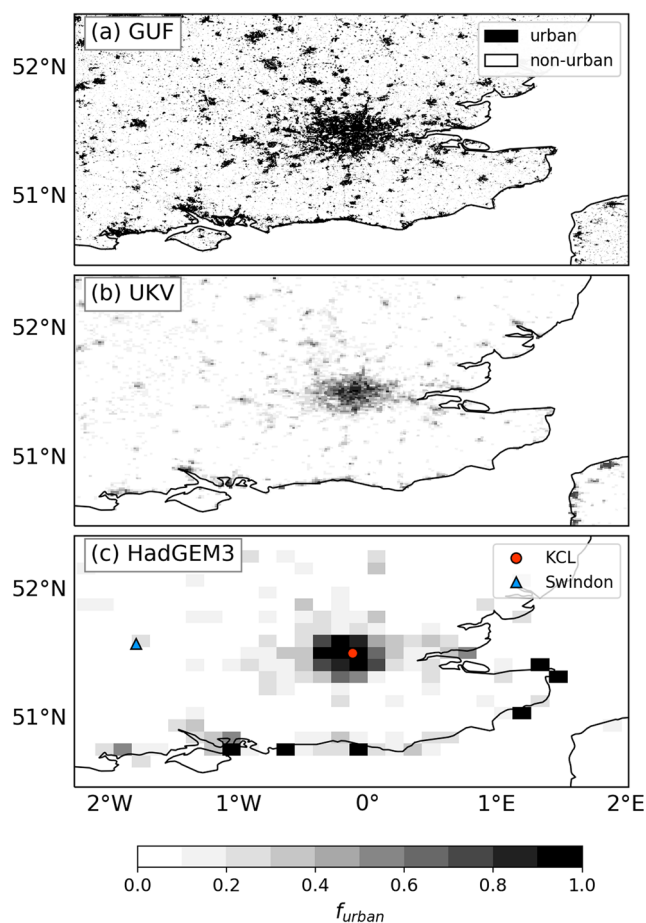 (a) GUF
urban
non-urban
52°N
51°N
(b) UKV
52°N
51°N
(c) HadGEM3
KCL
Swindon
52°N
51°N
2°W 1°W 0° 1°E 2°E
0.0 0.2 0.4 0.6 0.8 1.0
furban